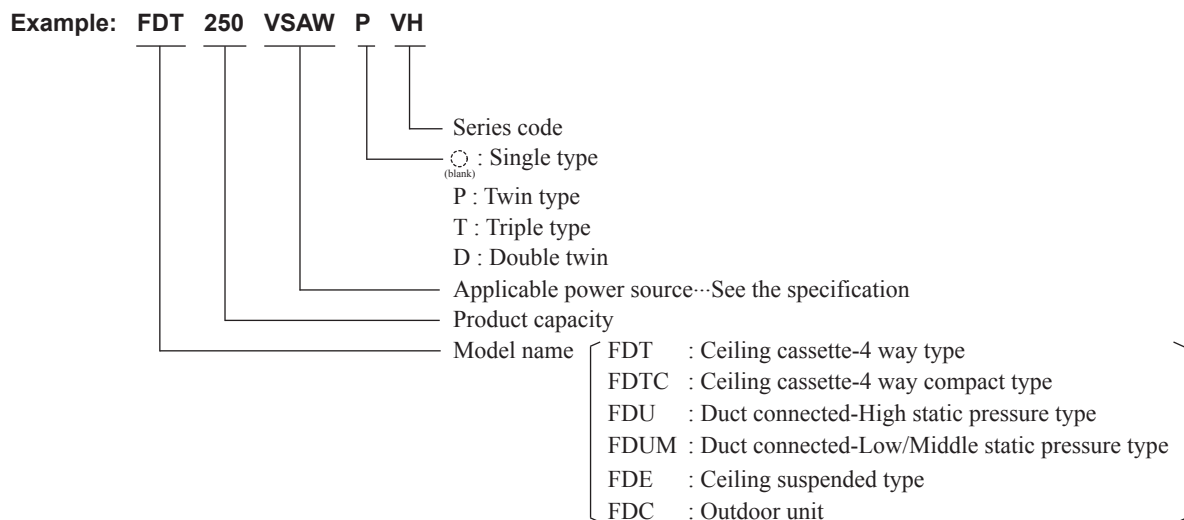 Example: FDT 250 VSAW P VH
Series code
◌ : Single type
(blank)
P : Twin type
T : Triple type
D : Double twin
Applicable power source···See the specification
Product capacity
Model name
FDT : Ceiling cassette-4 way type
FDTC : Ceiling cassette-4 way compact type
FDU : Duct connected-High static pressure type
FDUM : Duct connected-Low/Middle static pressure type
FDE : Ceiling suspended type
FDC : Outdoor unit